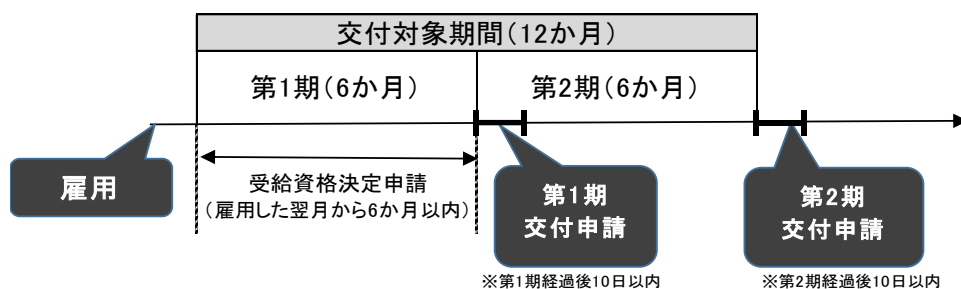 交付対象期間(12か月)
第1期(6か月)
第2期(6か月)
雇用
受給資格決定申請
(雇用した翌月から6か月以内)
第1期
交付申請
第2期
交付申請
※第1期経過後10日以内
※第2期経過後10日以内